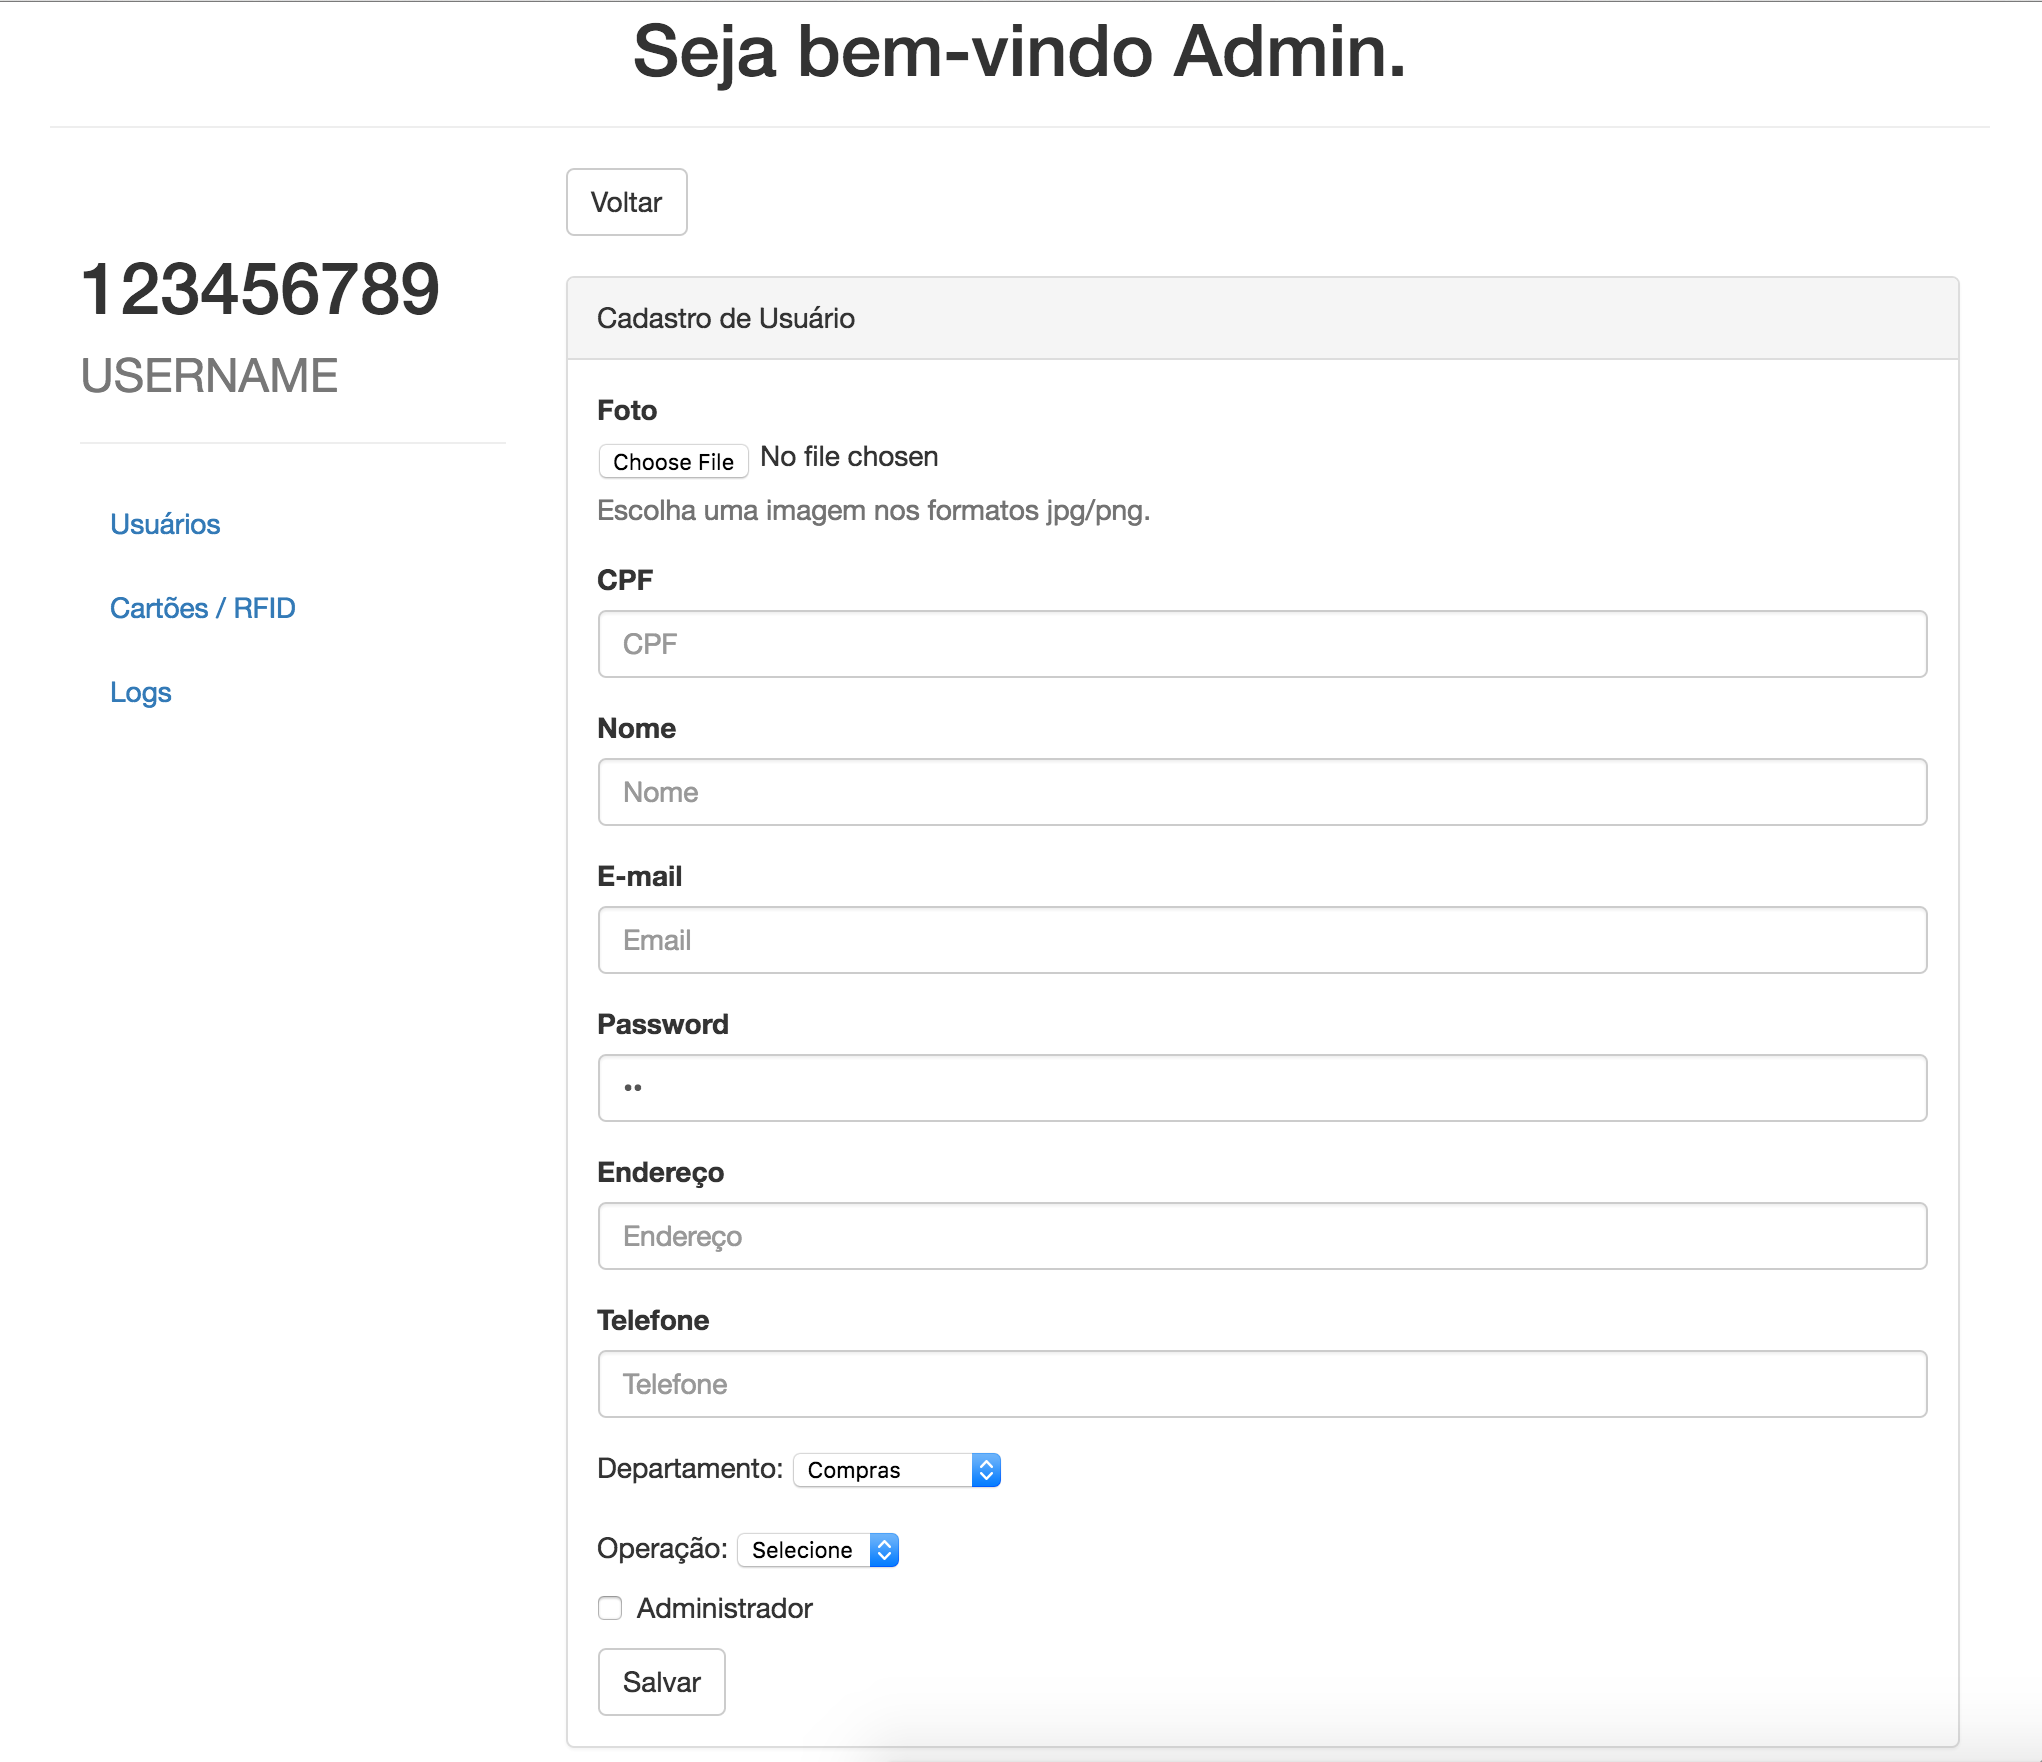 Seja bem-vindo Admin.
Voltar
123456789
USERNAME
Usuários
Cartões / RFID
Logs
Cadastro de Usuário
Foto
Choose File No file chosen
Escolha uma imagem nos formatos jpg/png.
CPF
CPF
Nome
Nome
E-mail
Email
Password
••
Endereço
Endereço
Telefone
Telefone
Departamento: Compras
Operação: Selecione
Administrador
Salvar